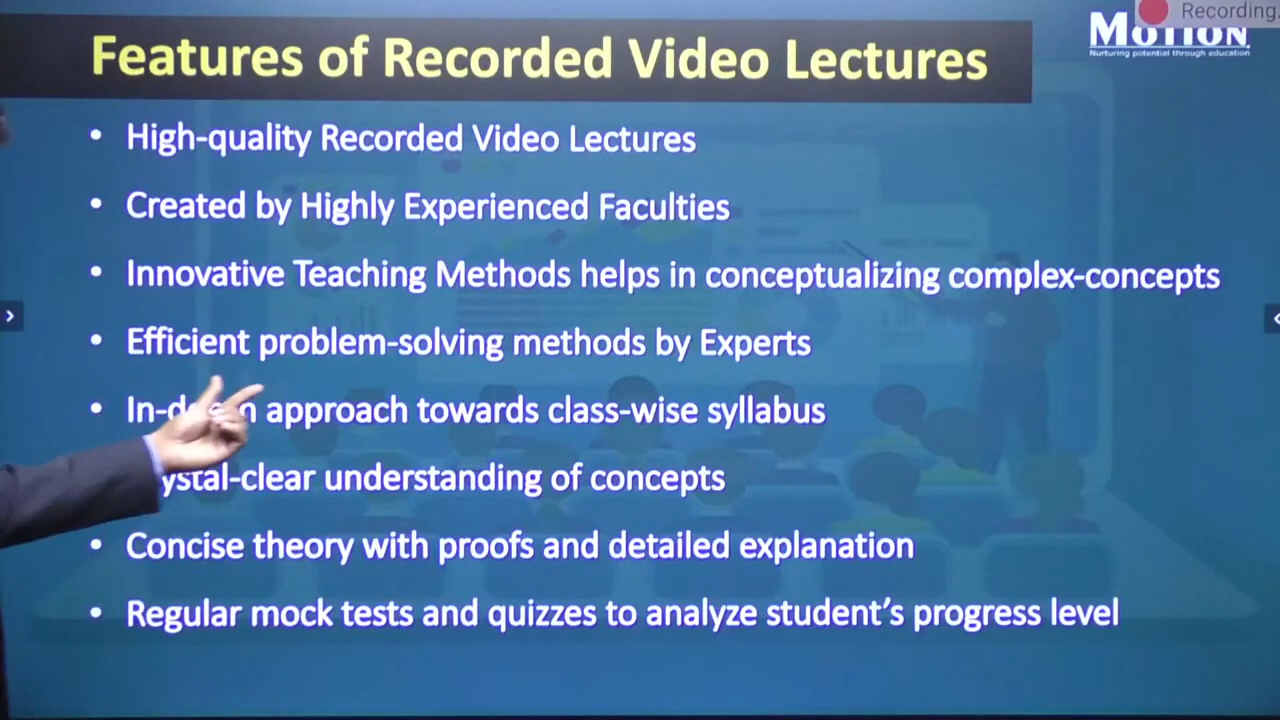 Recording.
MOTION
Nurturing potential through education
Features of Recorded Video Lectures
• High-quality Recorded Video Lectures
• Created by Highly Experienced Faculties
• Innovative Teaching Methods helps in conceptualizing complex-concepts
• Efficient problem-solving methods by Experts
• approach towards class-wise syllabus
understanding of concepts
• Concise theory with proofs and detailed explanation
• Regular mock tests and quizzes to analyze student’s progress level